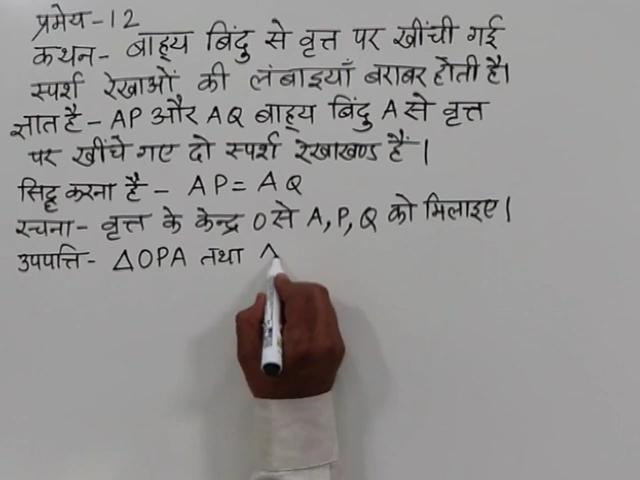 प्रमेय-12
कथन- बाह्य बिंदु से वृत्त पर खींची गई
स्पर्श रेखाओं की लंबाइयाँ बराबर होती है।
ज्ञात है- AP और AQ बाह्य बिंदु A से वृत्त
पर खींचे गए दो स्पर्श रेखाखण्ड हैं।
सिद्ध करना है- AP = AQ
रचना- वृत्त के केन्द्र O से A, P, Q को मिलाइए।
उपपत्ति- ΔOPA तथा Λ